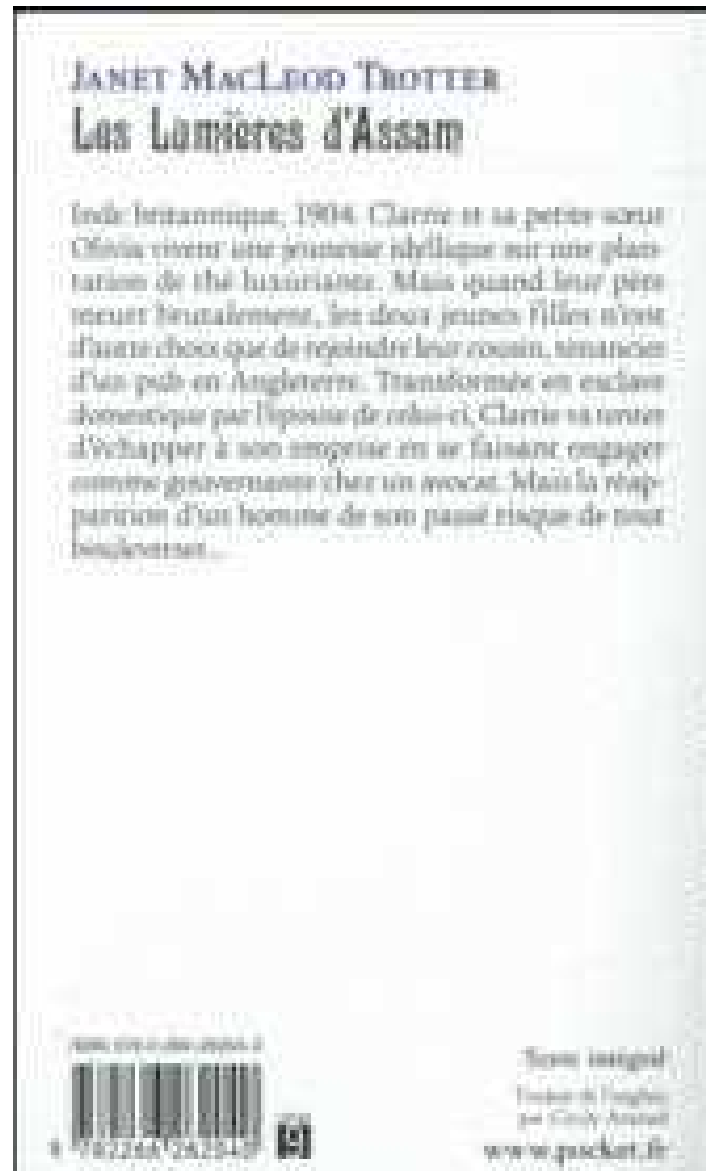 JANET MACLEOD TROTTER
Les Lumières d'Assam
Inde britannique, 1904. Clarrie et sa petite sœur
Olivia vivent une jeunesse idyllique sur une plan-
tation de thé luxuriante. Mais quand leur père
meurt brutalement, les deux jeunes filles n'ont
d'autre choix que de rejoindre leur cousin, tenancier
d'un pub en Angleterre. Transformée en esclave
domestique par l'épouse de celui-ci, Clarrie va tenter
d'échapper à son emprise en se faisant engager
comme gouvernante chez un avocat. Mais la réap-
parition d'un homme de son passé risque de tout
bouleverser...
Texte intégral
Traduit de l'anglais
par
www.pocket.fr